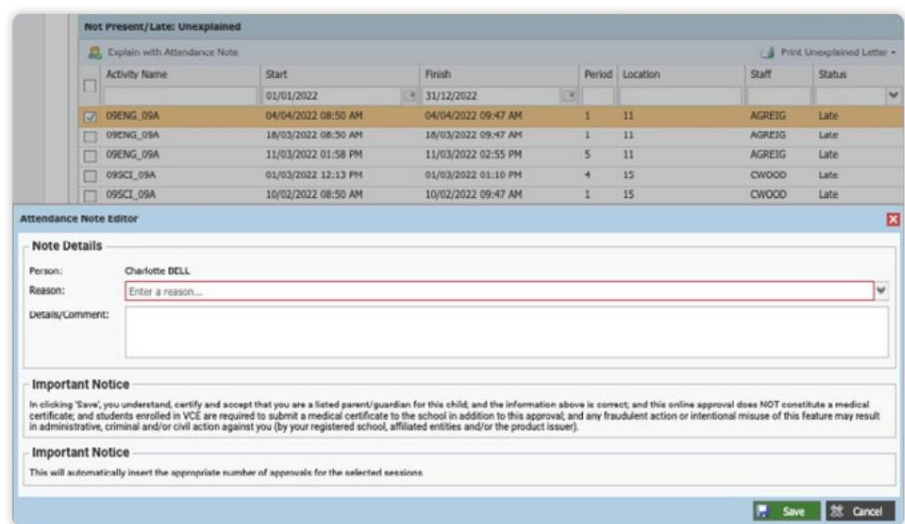 Not Present/Late: Unexplained
Explain with Attendance Note Print Unexplained Letter
Activity Name Start Finish Period Location Staff Status
01/01/2022 31/12/2022
09ENG_09A 04/04/2022 08:50 AM 04/04/2022 09:47 AM 1 11 AGREIG Late
09ENG_09A 18/03/2022 08:50 AM 18/03/2022 09:47 AM 1 11 AGREIG Late
09ENG_09A 11/03/2022 01:58 PM 11/03/2022 02:55 PM 5 11 AGREIG Late
09SCI_09A 01/03/2022 12:13 PM 01/03/2022 01:10 PM 4 15 CWOOD Late
09SCI_09A 10/02/2022 08:50 AM 10/02/2022 09:47 AM 1 15 CWOOD Late
Attendance Note Editor
Note Details
Person: Charlotte BELL
Reason: Enter a reason...
Details/Comment:
Important Notice
In clicking 'Save', you understand, certify and accept that you are a listed parent/guardian for this child; and the information above is correct; and this online approval does NOT constitute a medical
certificate; and students enrolled in VCE are required to submit a medical certificate to the school in addition to this approval; and any fraudulent action or intentional misuse of this feature may result
in administrative, criminal and/or civil action against you (by your registered school, affiliated entities and/or the product issuer).
Important Notice
This will automatically insert the appropriate number of approvals for the selected sessions.
Save Cancel